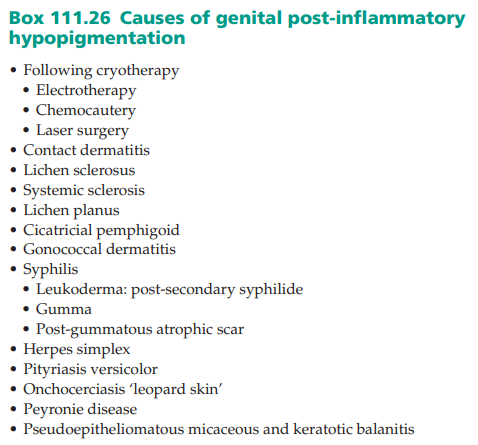 Box 111.26 Causes of genital post-inflammatory
hypopigmentation
• Following cryotherapy
• Electrotherapy
• Chemocautery
• Laser surgery
• Contact dermatitis
• Lichen sclerosus
• Systemic sclerosis
• Lichen planus
• Cicatricial pemphigoid
• Gonococcal dermatitis
• Syphilis
• Leukoderma: post-secondary syphilide
• Gumma
• Post-gummatous atrophic scar
• Herpes simplex
• Pityriasis versicolor
• Onchocerciasis ‘leopard skin’
• Peyronie disease
• Pseudoepitheliomatous micaceous and keratotic balanitis